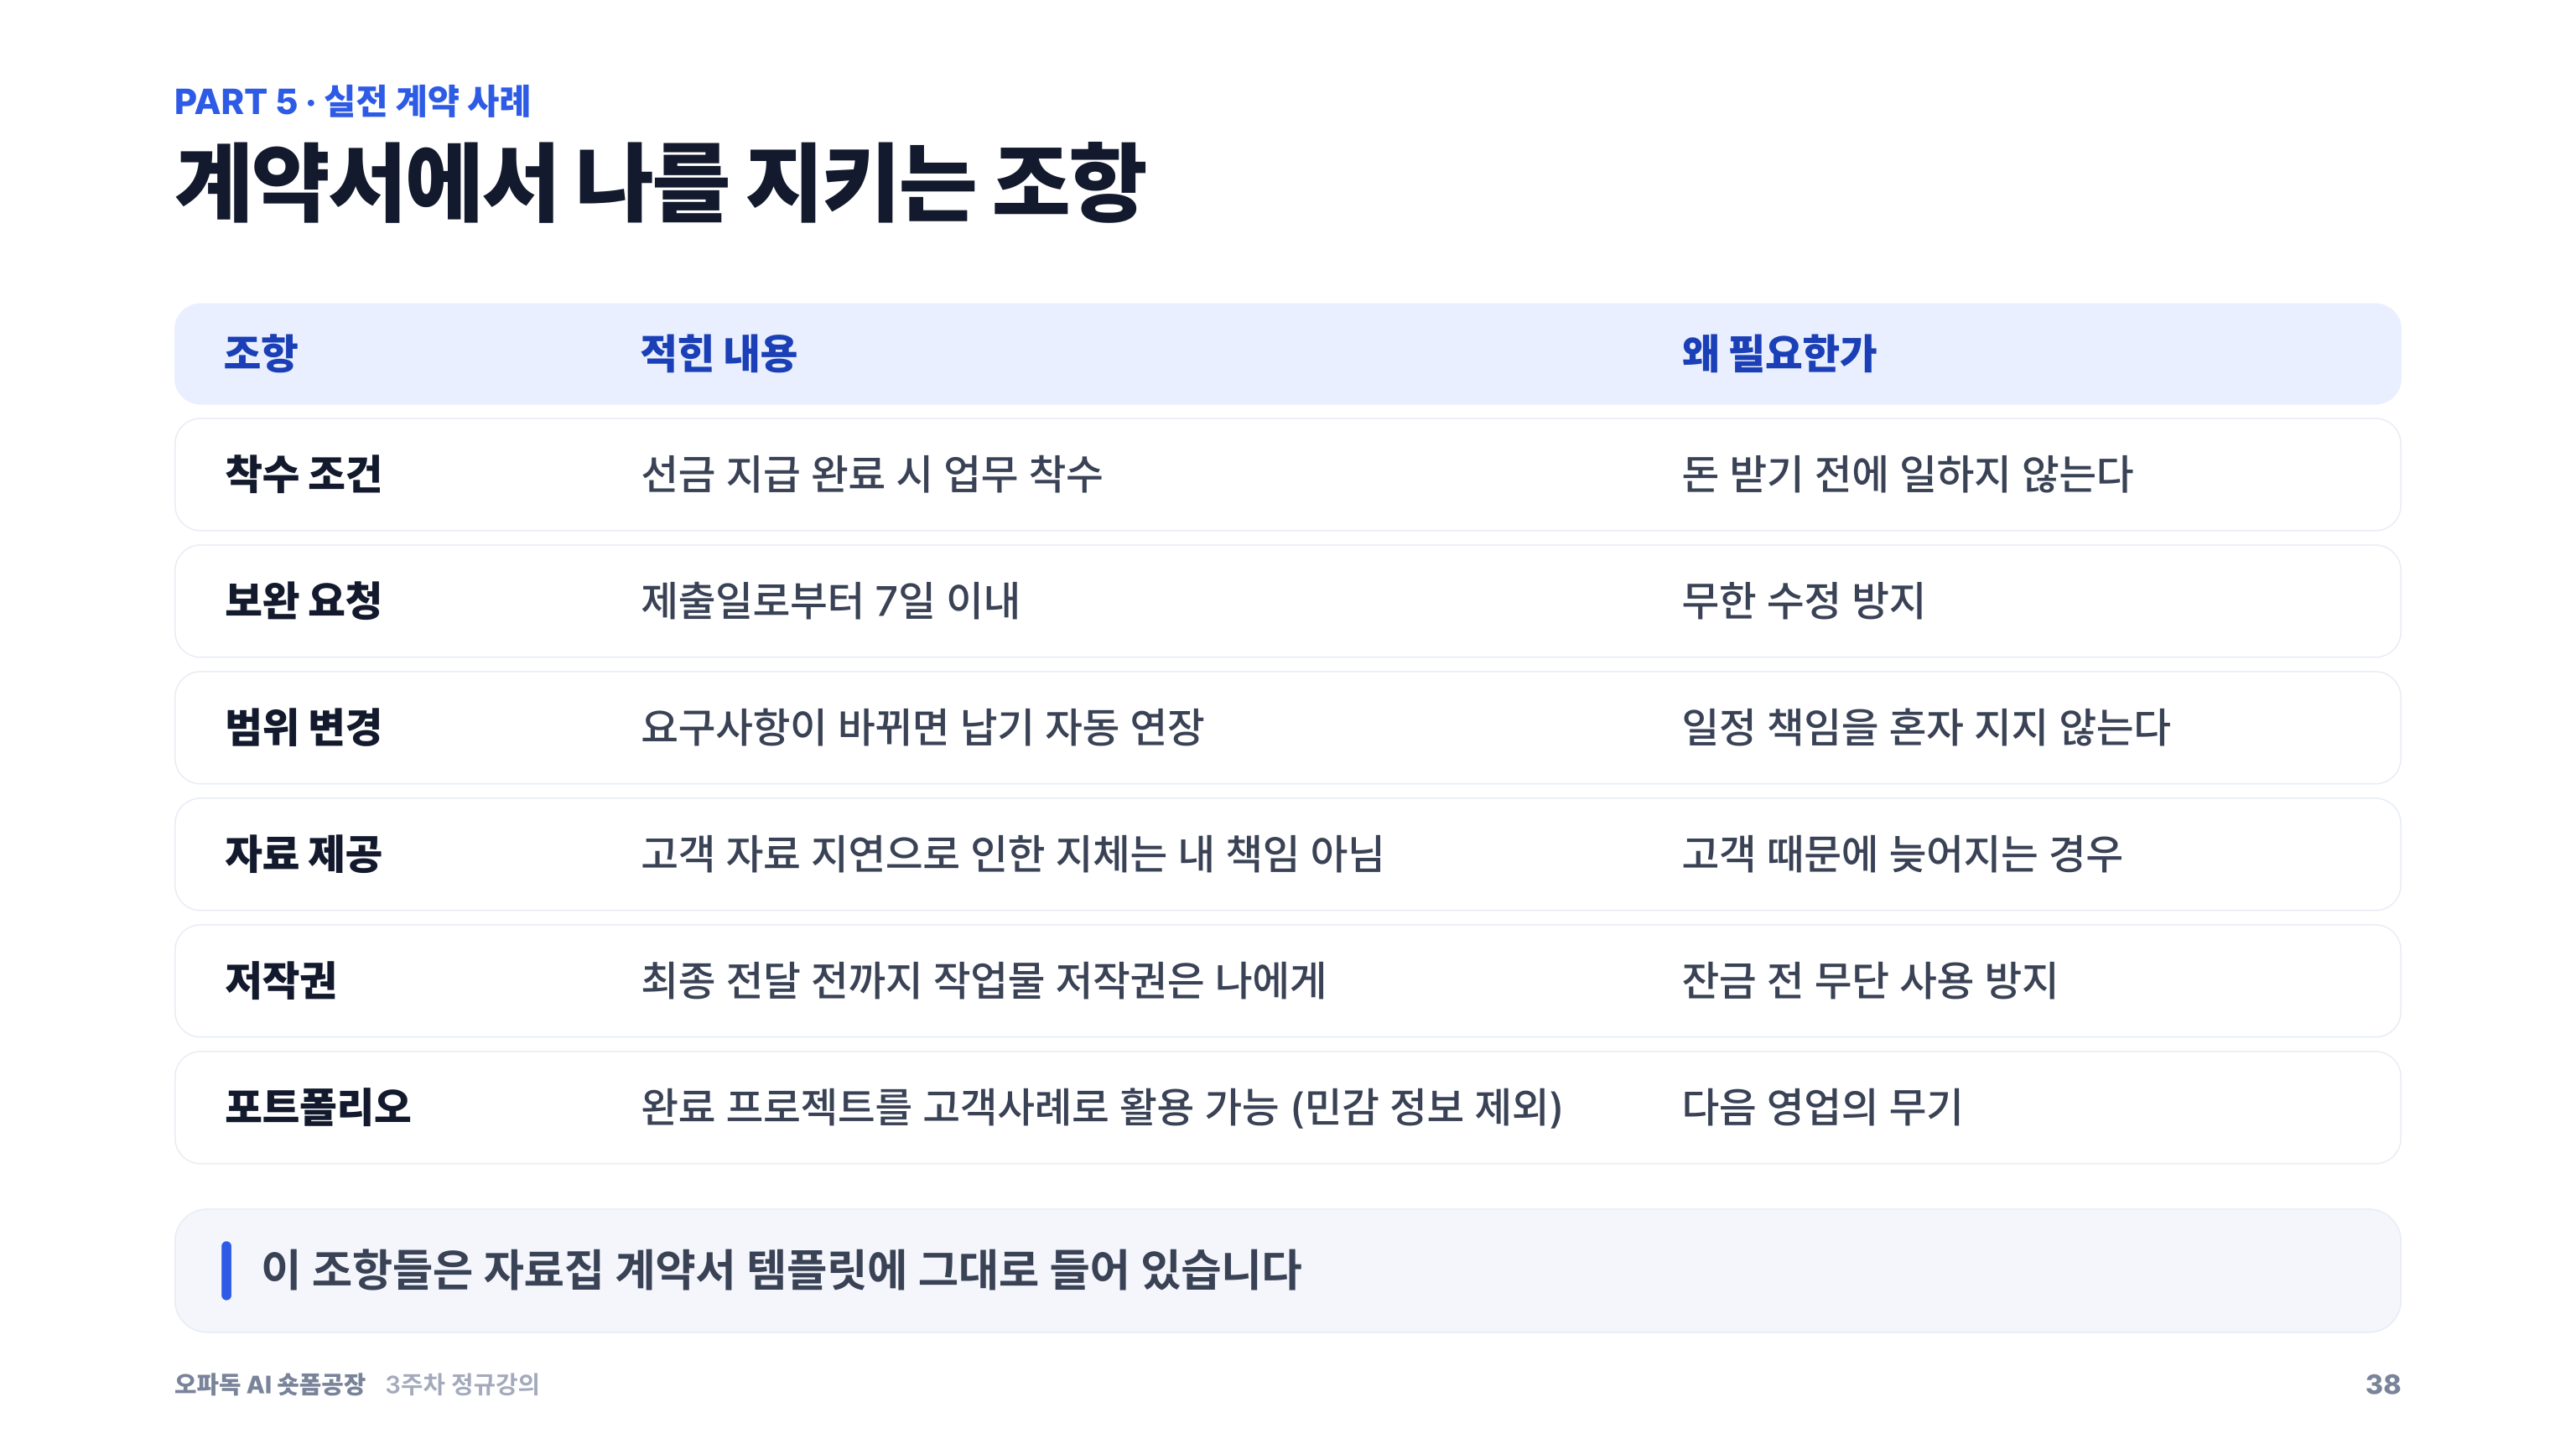 PART 5 · 실전 계약 사례
계약서에서 나를 지키는 조항
조항 적힌 내용 왜 필요한가
착수 조건 선금 지급 완료 시 업무 착수 돈 받기 전에 일하지 않는다
보완 요청 제출일로부터 7일 이내 무한 수정 방지
범위 변경 요구사항이 바뀌면 납기 자동 연장 일정 책임을 혼자 지지 않는다
자료 제공 고객 자료 지연으로 인한 지체는 내 책임 아님 고객 때문에 늦어지는 경우
저작권 최종 전달 전까지 작업물 저작권은 나에게 잔금 전 무단 사용 방지
포트폴리오 완료 프로젝트를 고객사례로 활용 가능 (민감 정보 제외) 다음 영업의 무기
이 조항들은 자료집 계약서 템플릿에 그대로 들어 있습니다
오파독 AI 숏폼공장 3주차 정규강의 38